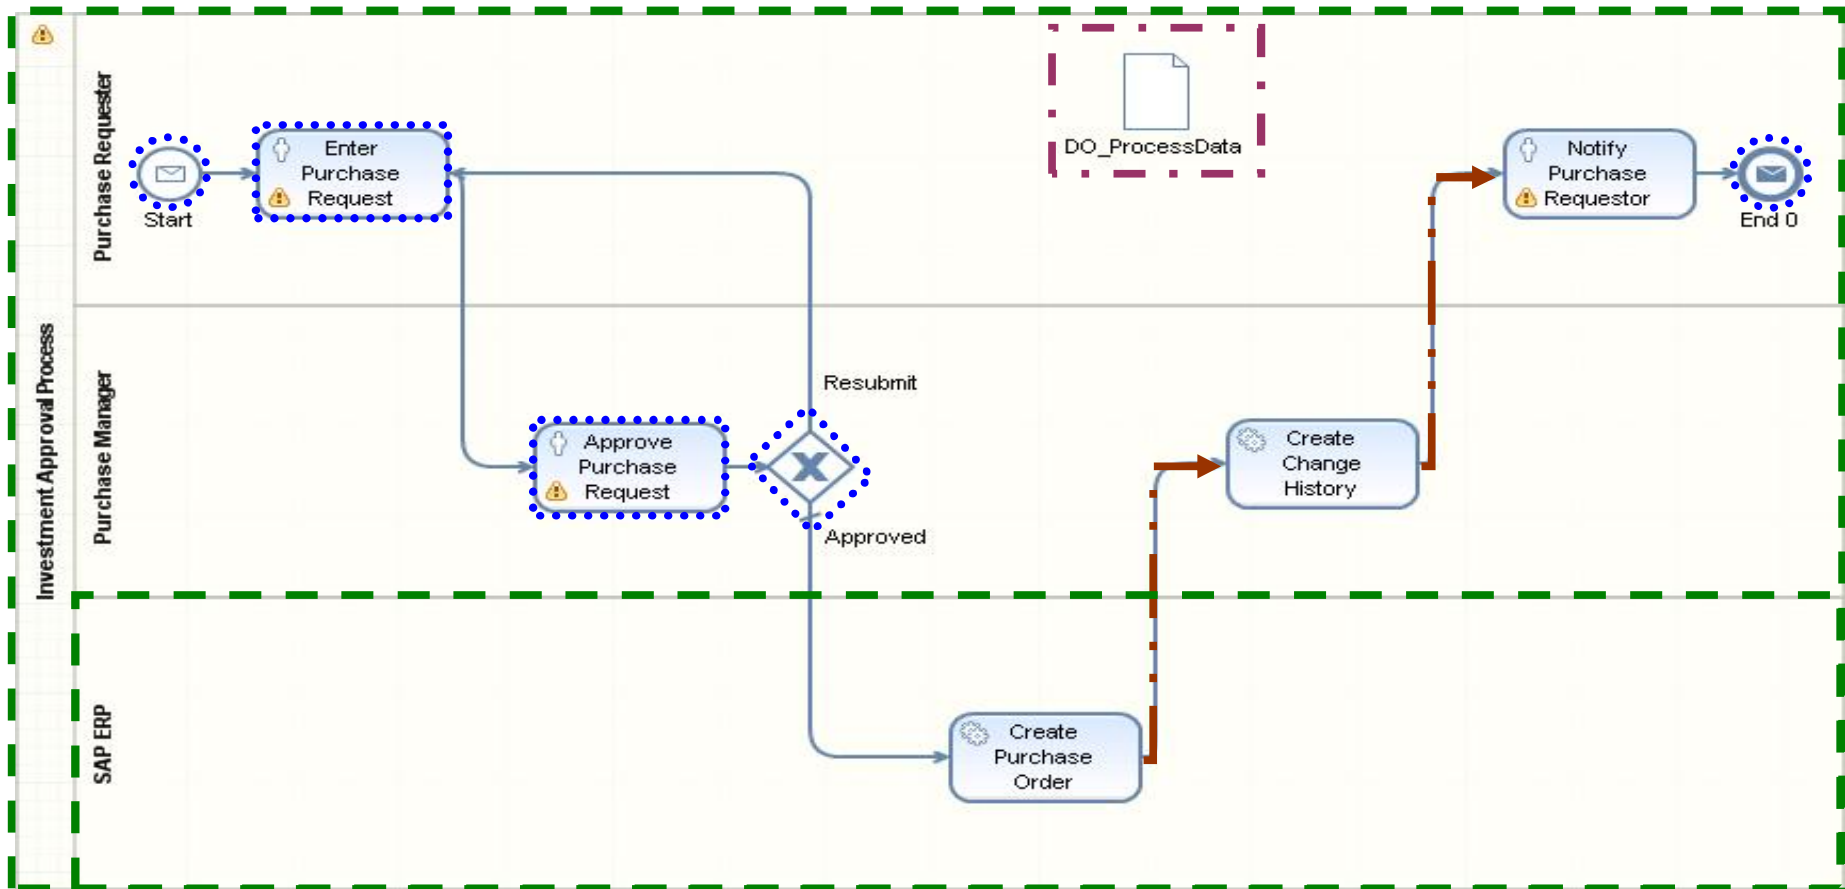 Investment Approval Process
Purchase Requester
Start
Enter
Purchase
Request
DO_ProcessData
Notify
Purchase
Requestor
End 0
Purchase Manager
Resubmit
Approve
Purchase
Request
Approved
Create
Change
History
SAP ERP
Create
Purchase
Order